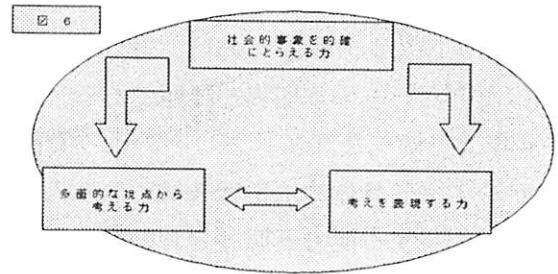 図 6
社会的事象を的確
にとらえる力
多面的な視点から
考える力
考えを表現する力